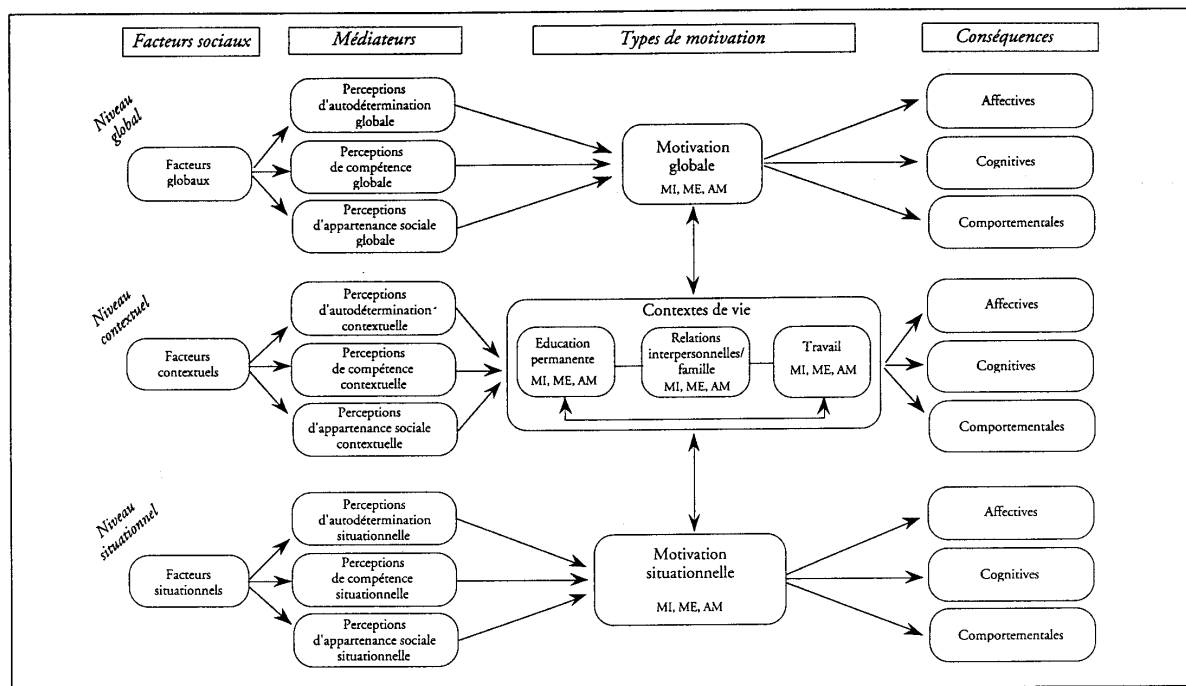 Facteurs sociaux
Médiateurs
Types de motivation
Conséquences
Niveau
global
Facteurs
globaux
Perceptions
d'autodétermination
globale
Perceptions
de compétence
globale
Perceptions
d'appartenance sociale
globale
Motivation
globale
MI, ME, AM
Affectives
Cognitives
Comportementales
Niveau
contextuel
Facteurs
contextuels
Perceptions
d'autodétermination
contextuelle
Perceptions
de compétence
contextuelle
Perceptions
d'appartenance sociale
contextuelle
Contextes de vie
Education
permanente
MI, ME, AM
Relations
interpersonnelles/
famille
MI, ME, AM
Travail
MI, ME, AM
Affectives
Cognitives
Comportementales
Niveau
situationnel
Facteurs
situationnels
Perceptions
d'autodétermination
situationnelle
Perceptions
de compétence
situationnelle
Perceptions
d'appartenance sociale
situationnelle
Motivation
situationnelle
MI, ME, AM
Affectives
Cognitives
Comportementales